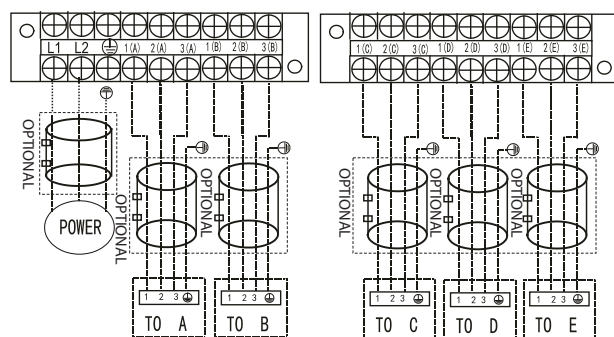 L1 L2 1(A) 2(A) 3(A) 1(B) 2(B) 3(B)
1(C) 2(C) 3(C) 1(D) 2(D) 3(D) 1(E) 2(E) 3(E)
OPTIONAL
POWER
OPTIONAL
OPTIONAL
OPTIONAL
OPTIONAL
OPTIONAL
1 2 3
TO A
1 2 3
TO B
1 2 3
TO C
1 2 3
TO D
1 2 3
TO E